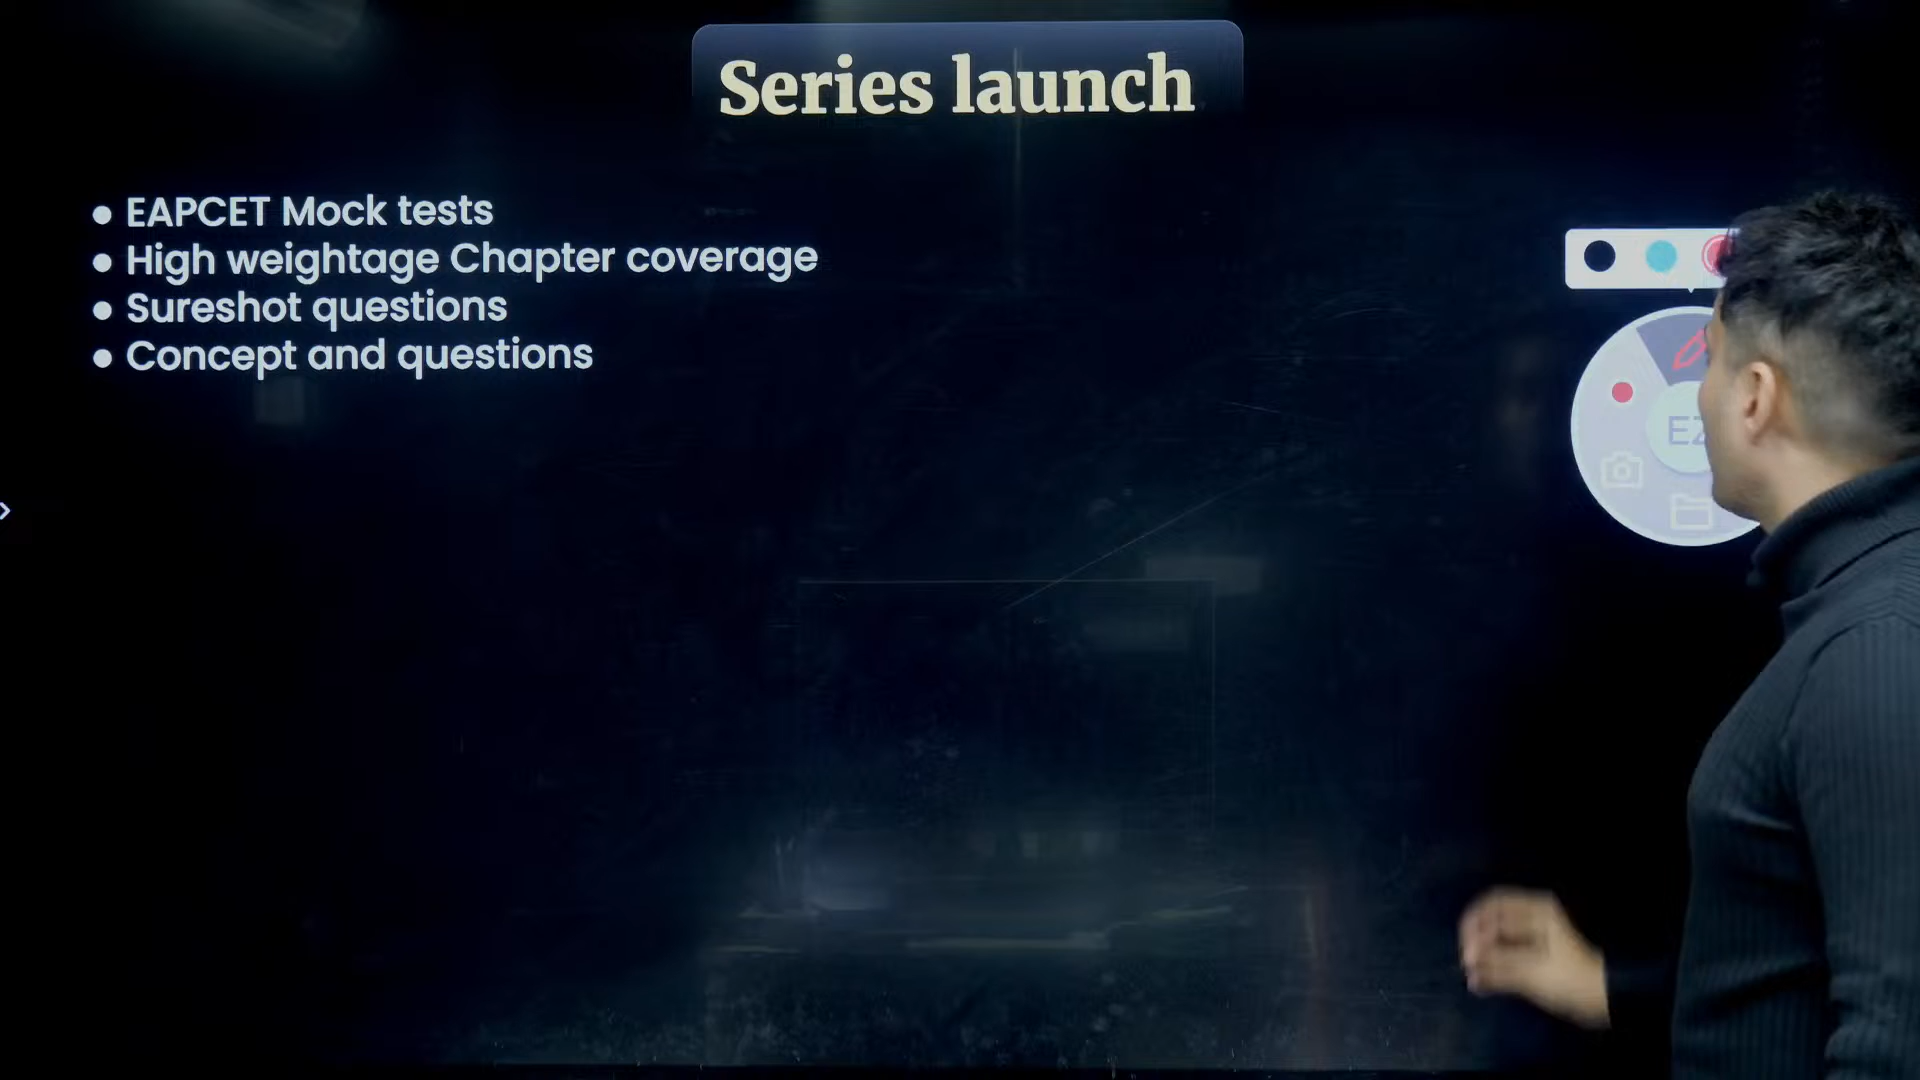 Series launch
• EAPCET Mock tests
• High weightage Chapter coverage
• Sureshot questions
• Concept and questions